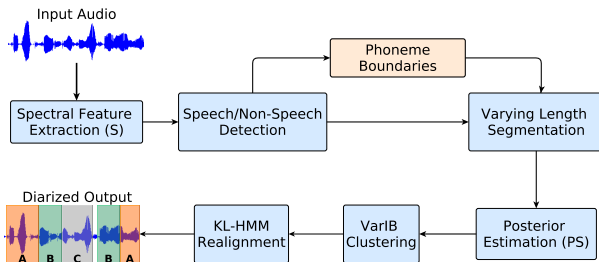 Input Audio
Phoneme
Boundaries
Spectral Feature
Extraction (S)
Speech/Non-Speech
Detection
Varying Length
Segmentation
Diarized Output
A B C B A
KL-HMM
Realignment
VarIB
Clustering
Posterior
Estimation (PS)